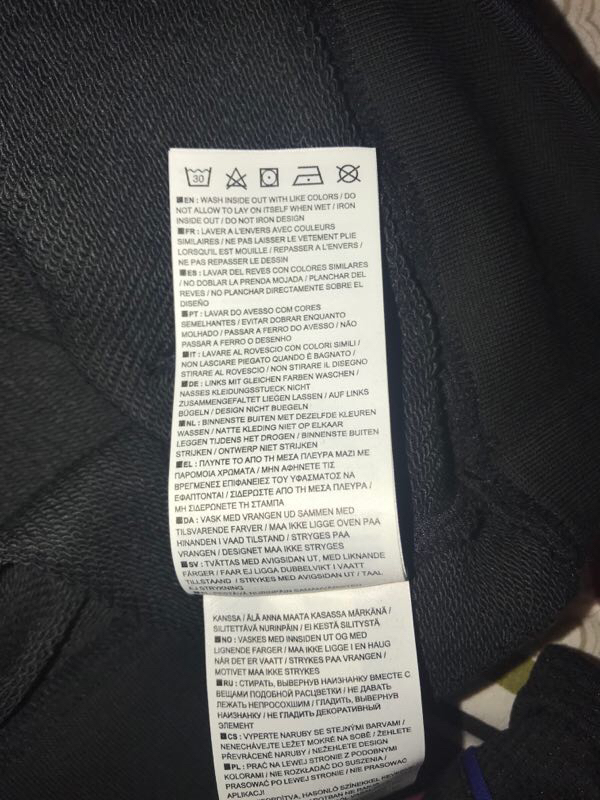 30
EN : WASH INSIDE OUT WITH LIKE COLORS / DO
NOT ALLOW TO LAY ON ITSELF WHEN WET / IRON
INSIDE OUT / DO NOT IRON DESIGN
FR : LAVER A L'ENVERS AVEC COULEURS
SIMILAIRES / NE PAS LAISSER LE VETEMENT PLIE
LORSQU'IL EST MOUILLE / REPASSER A L'ENVERS /
NE PAS REPASSER LE DESSIN
ES : LAVAR DEL REVES CON COLORES SIMILARES
/ NO DOBLAR LA PRENDA MOJADA / PLANCHAR DEL
REVES / NO PLANCHAR DIRECTAMENTE SOBRE EL
DISEÑO
PT : LAVAR DO AVESSO COM CORES
SEMELHANTES / EVITAR DOBRAR ENQUANTO
MOLHADO / PASSAR A FERRO DO AVESSO / NÃO
PASSAR A FERRO O DESENHO
IT : LAVARE AL ROVESCIO CON COLORI SIMILI /
NON LASCIARE PIEGATO QUANDO È BAGNATO /
STIRARE AL ROVESCIO / NON STIRARE IL DISEGNO
DE : LINKS MIT GLEICHEN FARBEN WASCHEN /
NASSES KLEIDUNGSSTUECK NICHT
ZUSAMMENGEFALTET LIEGEN LASSEN / AUF LINKS
BÜGELN / DESIGN NICHT BUEGELN
NL : BINNENSTE BUITEN MET DEZELFDE KLEUREN
WASSEN / NATTE KLEDING NIET OP ELKAAR
LEGGEN TIJDENS HET DROGEN / BINNENSTE BUITEN
STRIJKEN / ONTWERP NIET STRIJKEN
EL : ΠΛΥΝΤΟ ΑΠΟ ΤΗ ΜΕΣΑ ΠΛΕΥΡΑ ΜΑΖΙ ΜΕ
ΠΑΡΟΜΟΙΑ ΧΡΩΜΑΤΑ / ΜΗΝ ΑΦΗΝΕΤΕ ΤΙΣ
ΒΡΕΓΜΕΝΕΣ ΕΠΙΦΑΝΕΙΕΣ ΤΟΥ ΥΦΑΣΜΑΤΟΣ ΝΑ
ΕΦΑΠΤΟΝΤΑΙ / ΣΙΔΕΡΩΣΤΕ ΑΠΟ ΤΗ ΜΕΣΑ ΠΛΕΥΡΑ /
ΜΗ ΣΙΔΕΡΩΝΕΤΕ ΤΗ ΣΤΑΜΠΑ
DA : VASK MED VRANGEN UD SAMMEN MED
TILSVARENDE FARVER / MAA IKKE LIGGE OVEN PAA
HINANDEN I VAAD TILSTAND / STRYGES PAA
VRANGEN / DESIGNET MAA IKKE STRYGES
SV : TVÄTTAS MED AVIGSIDAN UT, MED LIKNANDE
FÄRGER / FAAR EJ LIGGA DUBBELVIKT I VAATT
TILLSTAAND / STRYKES MED AVIGSIDAN UT / TAAL
EJ STRYKNING
KANSSA / ÄLÄ ANNA MAATA KASASSA MÄRKÄNÄ /
SILITETTÄVÄ NURINPÄIN / EI KESTÄ SILITYSTÄ
NO : VASKES MED INNSIDEN UT OG MED
LIGNENDE FARGER / MAA IKKE LIGGE I EN HAUG
NÅR DET ER VAATT / STRYKES PAA VRANGEN /
MOTIVET MAA IKKE STRYKES
RU : СТИРАТЬ, ВЫВЕРНУВ НАИЗНАНКУ ВМЕСТЕ С
ВЕЩАМИ ПОДОБНОЙ РАСЦВЕТКИ / НЕ ДАВАТЬ
ЛЕЖАТЬ НЕПРОСОХШИМ / ГЛАДИТЬ, ВЫВЕРНУВ
НАИЗНАНКУ / НЕ ГЛАДИТЬ ДЕКОРАТИВНЫЙ
ЭЛЕМЕНТ
CS : VYPERTE NARUBY SE STEJNÝMI BARVAMI /
NENECHÁVEJTE LEŽET MOKRÉ NA SOBĚ / ŽEHLETE
PŘEVRÁCENÉ NARUBY / NEŽEHLETE DESIGN
PL : PRAĆ NA LEWEJ STRONIE Z PODOBNYMI
KOLORAMI / NIE ROZKŁADAĆ DO SUSZENIA /
PRASOWAĆ PO LEWEJ STRONIE / NIE PRASOWAĆ
APLIKACJI
HASONLÓ SZÍNEKKEL